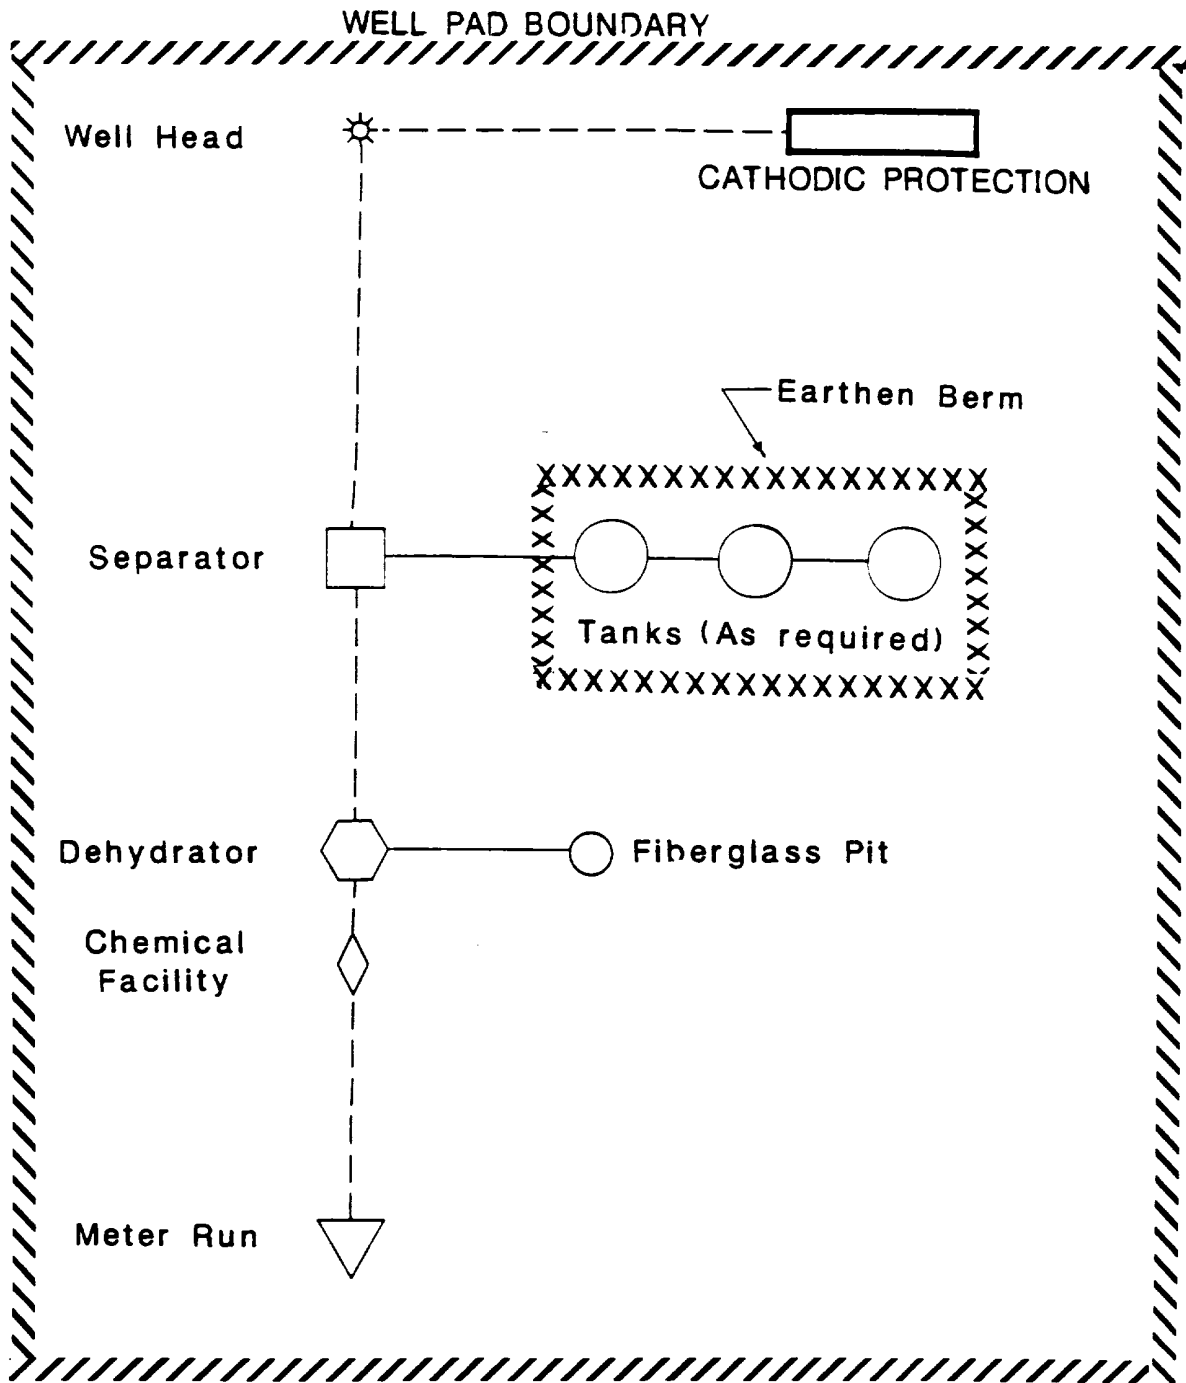 WELL PAD BOUNDARY
Well Head
CATHODIC PROTECTION
Earthen Berm
Separator
Tanks (As required)
Dehydrator
Fiberglass Pit
Chemical
Facility
Meter Run